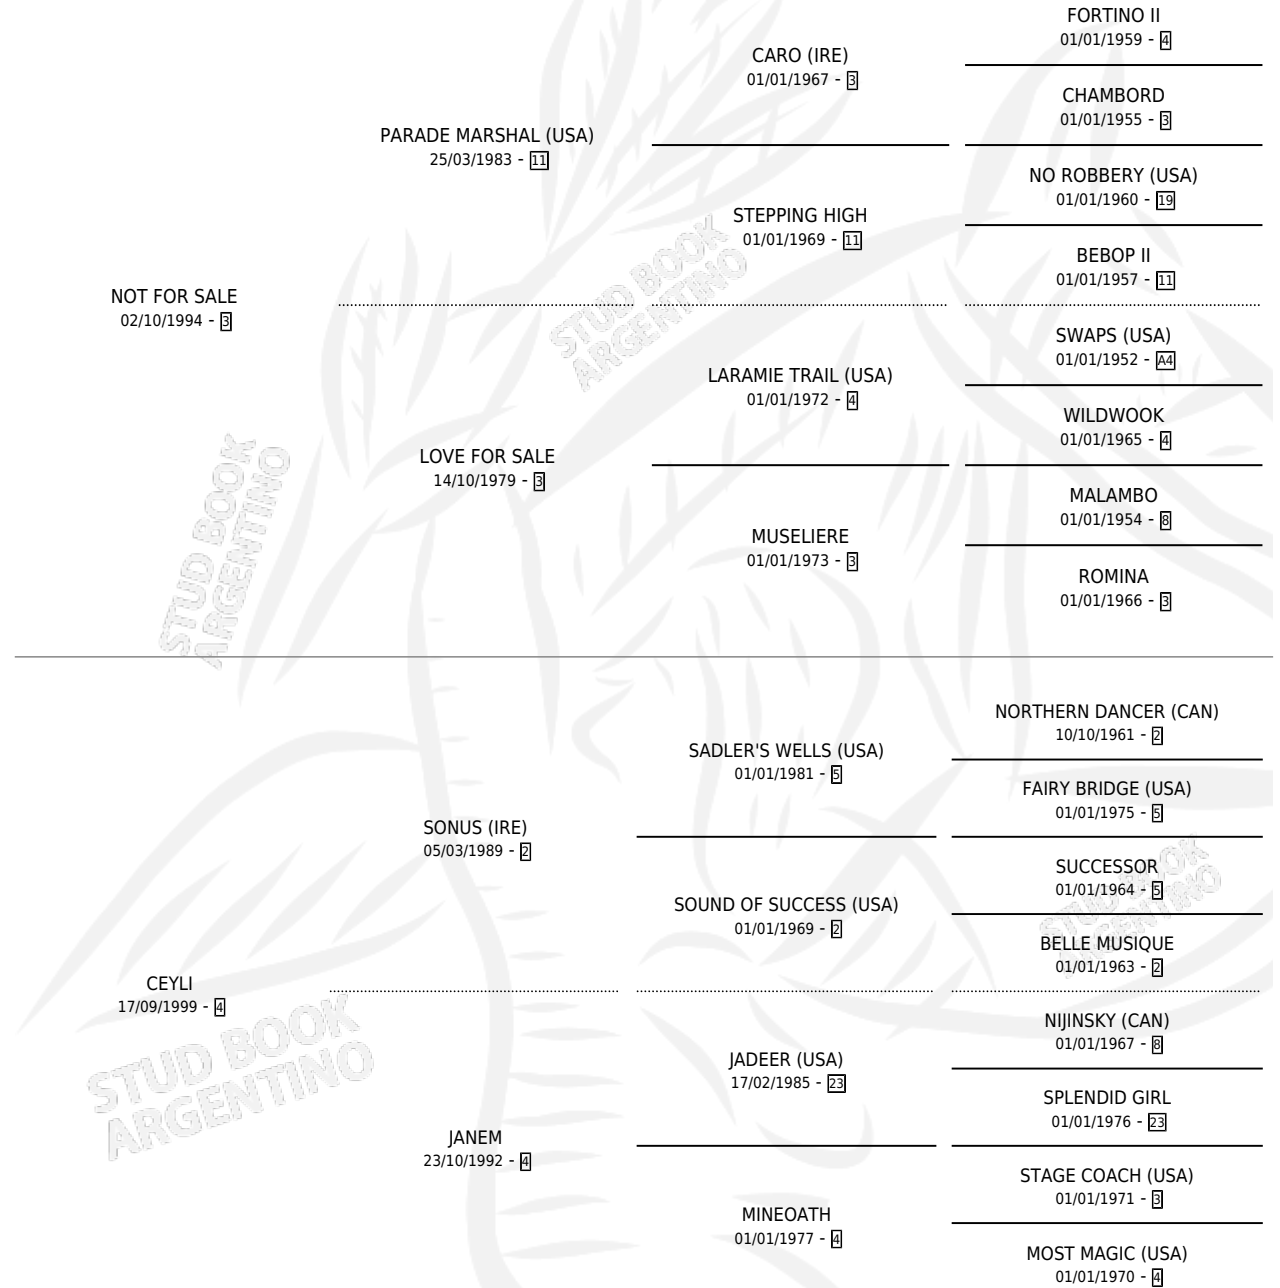 FORTINO II
01/01/1959 - 4
CARO (IRE)
01/01/1967 - 3
CHAMBORD
01/01/1955 - 3
PARADE MARSHAL (USA)
25/03/1983 - 11
NO ROBBERY (USA)
01/01/1960 - 19
STEPPING HIGH
01/01/1969 - 11
BEBOP II
01/01/1957 - 11
NOT FOR SALE
02/10/1994 - 3
SWAPS (USA)
01/01/1952 - A4
LARAMIE TRAIL (USA)
01/01/1972 - 4
WILDWOOK
01/01/1965 - 4
LOVE FOR SALE
14/10/1979 - 3
MALAMBO
01/01/1954 - 8
MUSELIERE
01/01/1973 - 3
ROMINA
01/01/1966 - 3
STUD BOOK
ARGENTINO
STUD BOOK
ARGENTINO
NORTHERN DANCER (CAN)
10/10/1961 - 2
SADLER'S WELLS (USA)
01/01/1981 - 5
FAIRY BRIDGE (USA)
01/01/1975 - 5
SONUS (IRE)
05/03/1989 - 2
SUCCESSOR
01/01/1964 - 5
SOUND OF SUCCESS (USA)
01/01/1969 - 2
BELLE MUSIQUE
01/01/1963 - 2
CEYLI
17/09/1999 - 4
NIJINSKY (CAN)
01/01/1967 - 8
JADEER (USA)
17/02/1985 - 23
SPLENDID GIRL
01/01/1976 - 23
JANEM
23/10/1992 - 4
STAGE COACH (USA)
01/01/1971 - 3
MINEOATH
01/01/1977 - 4
MOST MAGIC (USA)
01/01/1970 - 4
STUD BOOK
ARGENTINO
STUD BOOK
ARGENTINO